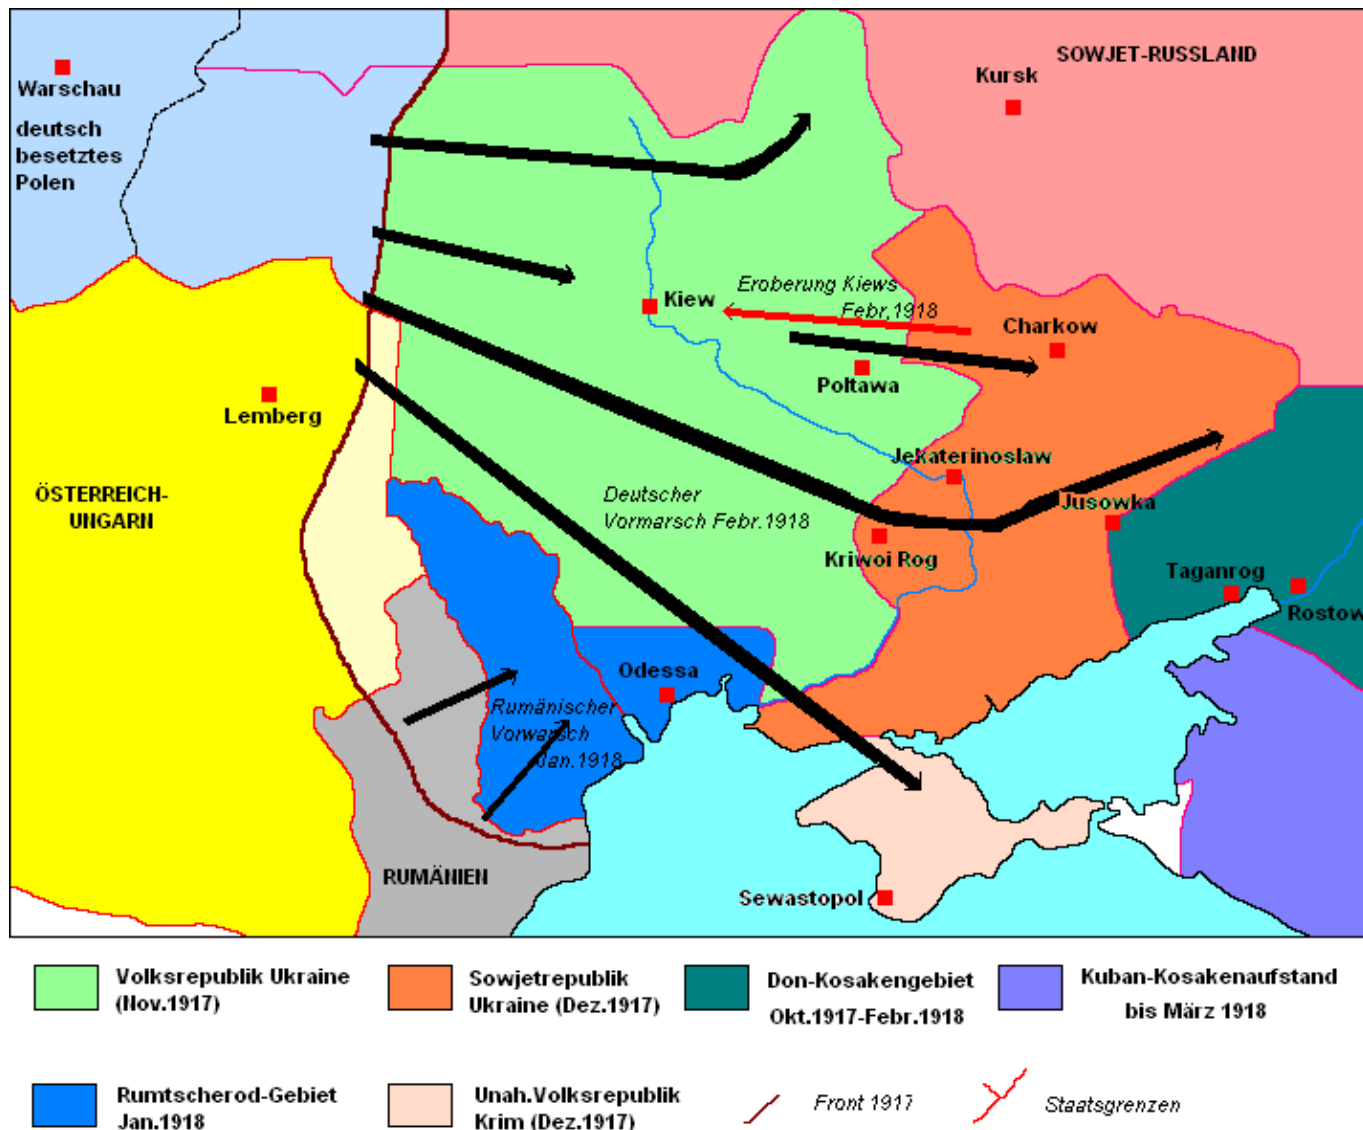 SOWJET-RUSSLAND
Kursk
Warschau
deutsch
besetztes
Polen
Eroberung Kiews
Febr,1918
Kiew
Charkow
Połtawa
Lemberg
Jekaterinoslaw
ÖSTERREICH-
UNGARN
Deutscher
Vormarsch Febr.1918
Jusowka
Kriwoi Rog
Taganrog
Rostow
Odessa
Rumänischer
Vorwarsch
Jan.1918
RUMÄNIEN
Sewastopol
Volksrepublik Ukraine
(Nov.1917)
Sowjetrepublik
Ukraine (Dez.1917)
Don-Kosakengebiet
Okt.1917-Febr.1918
Kuban-Kosakenaufstand
bis März 1918
Rumtscherod-Gebiet
Jan.1918
Unah.Volksrepublik
Krim (Dez.1917)
Front 1917
Staatsgrenzen